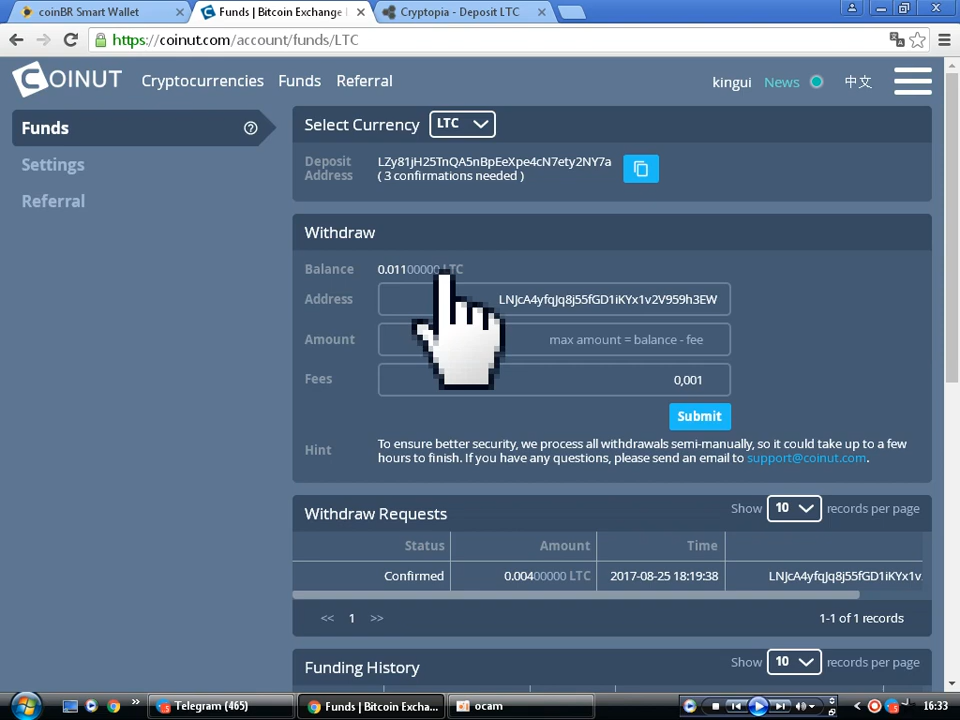 coinBR Smart Wallet
Funds | Bitcoin Exchange
Cryptopia - Deposit LTC
https://coinut.com/account/funds/LTC
COINUT
Cryptocurrencies
Funds
Referral
kingui
News
中文
Funds
Settings
Referral
Select Currency LTC
Deposit Address
LZy81jH25TnQA5nBpEeXpe4cN7ety2NY7a
( 3 confirmations needed )
Withdraw
Balance 0.01100000 LTC
Address LNJcA4yfqJq8j55fGD1iKYx1v2V959h3EW
Amount max amount = balance - fee
Fees 0,001
Submit
Hint
To ensure better security, we process all withdrawals semi-manually, so it could take up to a few
hours to finish. If you have any questions, please send an email to support@coinut.com.
Withdraw Requests
Show 10 records per page
Status Amount Time
Confirmed 0.00400000 LTC 2017-08-25 18:19:38 LNJcA4yfqJq8j55fGD1iKYx1v
<< 1 >>
1-1 of 1 records
Funding History
Show 10 records per page
Telegram (465)
Funds | Bitcoin Exca...
ocam
16:33